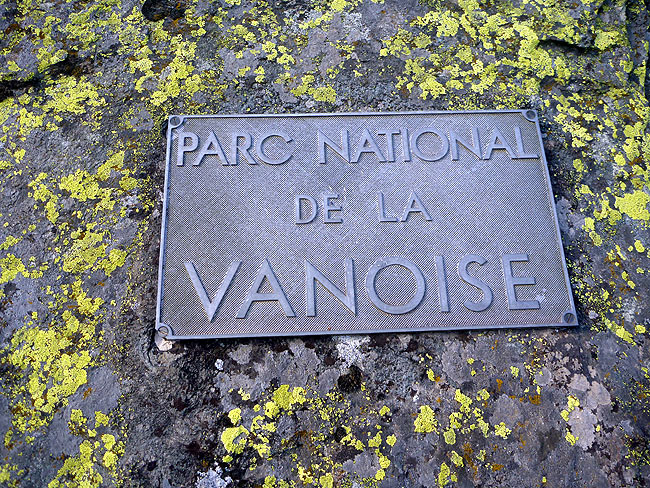 PARC NATIONAL
DE LA
VANOISE